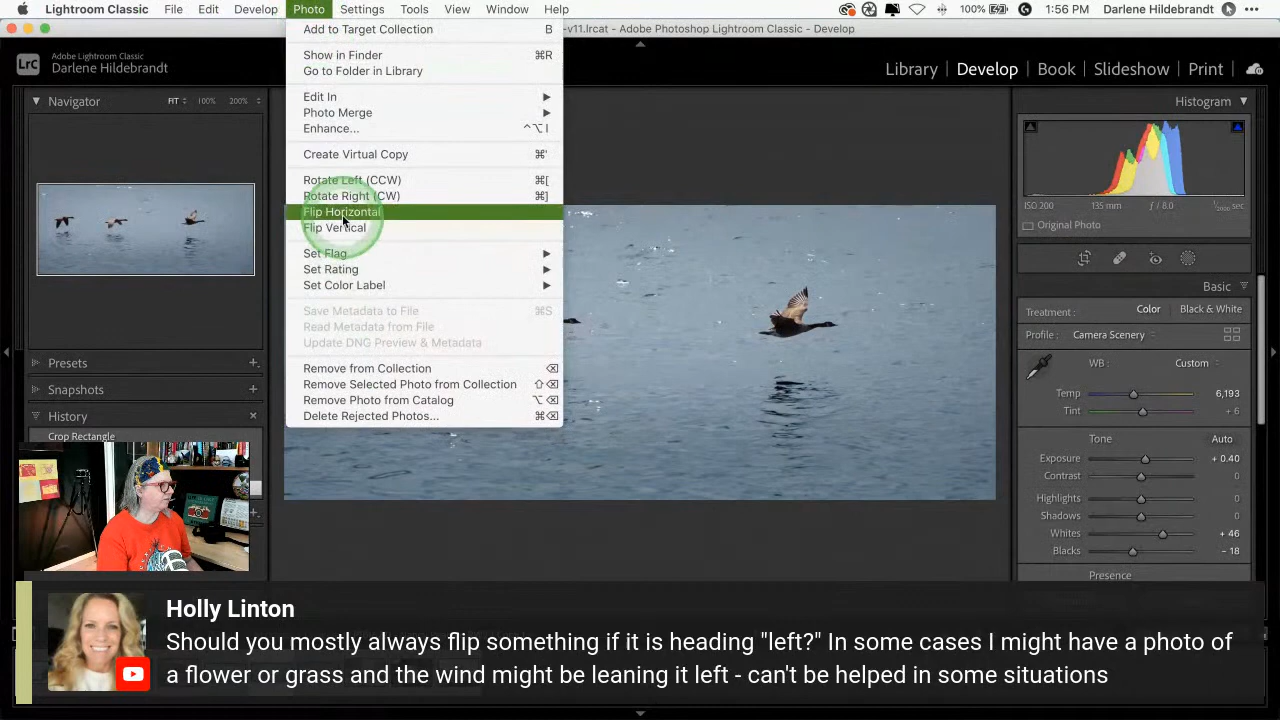 Lightroom Classic File Edit Develop Photo Settings Tools View Window Help 100% 1:56 PM Darlene Hildebrandt
-v11.lrcat - Adobe Photoshop Lightroom Classic - Develop
LrC
Adobe Lightroom Classic
Darlene Hildebrandt
Library Develop Book Slideshow Print
Navigator FIT 100% 200%
Presets
Snapshots
History
Crop Rectangle
Add to Target Collection B
Show in Finder ⌘R
Go to Folder in Library
Edit In
Photo Merge
Enhance... ^⌥I
Create Virtual Copy ⌘'
Rotate Left (CCW) ⌘[
Rotate Right (CW) ⌘]
Flip Horizontal
Flip Vertical
Set Flag
Set Rating
Set Color Label
Save Metadata to File ⌘S
Read Metadata from File
Update DNG Preview & Metadata
Remove from Collection ⌫
Remove Selected Photo from Collection ⇧⌫
Remove Photo from Catalog ⌥⌫
Delete Rejected Photos... ⌘⌫
Histogram
ISO 200 135 mm ƒ / 8.0
Original Photo
Basic
Treatment : Color Black & White
Profile : Camera Scenery
WB : Custom
Temp 6,193
Tint + 6
Tone Auto
Exposure + 0.40
Contrast 0
Highlights 0
Shadows 0
Whites + 46
Blacks - 18
Presence
Holly Linton
Should you mostly always flip something if it is heading "left?" In some cases I might have a photo of
a flower or grass and the wind might be leaning it left - can't be helped in some situations